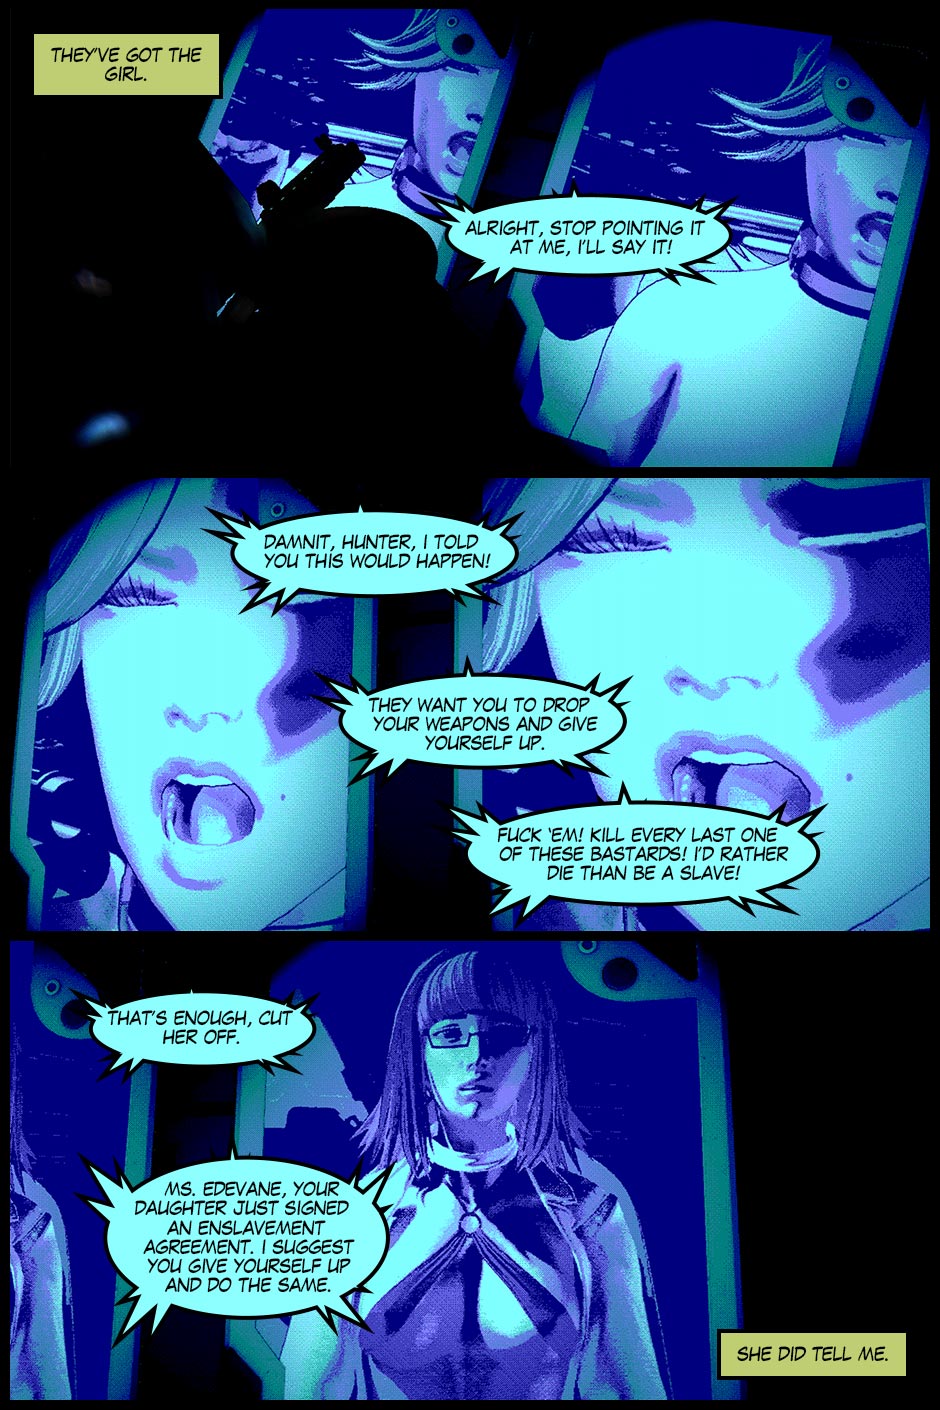 THEY'VE GOT THE
GIRL.
ALRIGHT, STOP POINTING IT
AT ME, I'LL SAY IT!
DAMNIT, HUNTER, I TOLD
YOU THIS WOULD HAPPEN!
THEY WANT YOU TO DROP
YOUR WEAPONS AND GIVE
YOURSELF UP.
FUCK 'EM! KILL EVERY LAST ONE
OF THESE BASTARDS! I'D RATHER
DIE THAN BE A SLAVE!
THAT'S ENOUGH, CUT
HER OFF.
MS. EDEVANE, YOUR
DAUGHTER JUST SIGNED
AN ENSLAVEMENT
AGREEMENT. I SUGGEST
YOU GIVE YOURSELF UP
AND DO THE SAME.
SHE DID TELL ME.